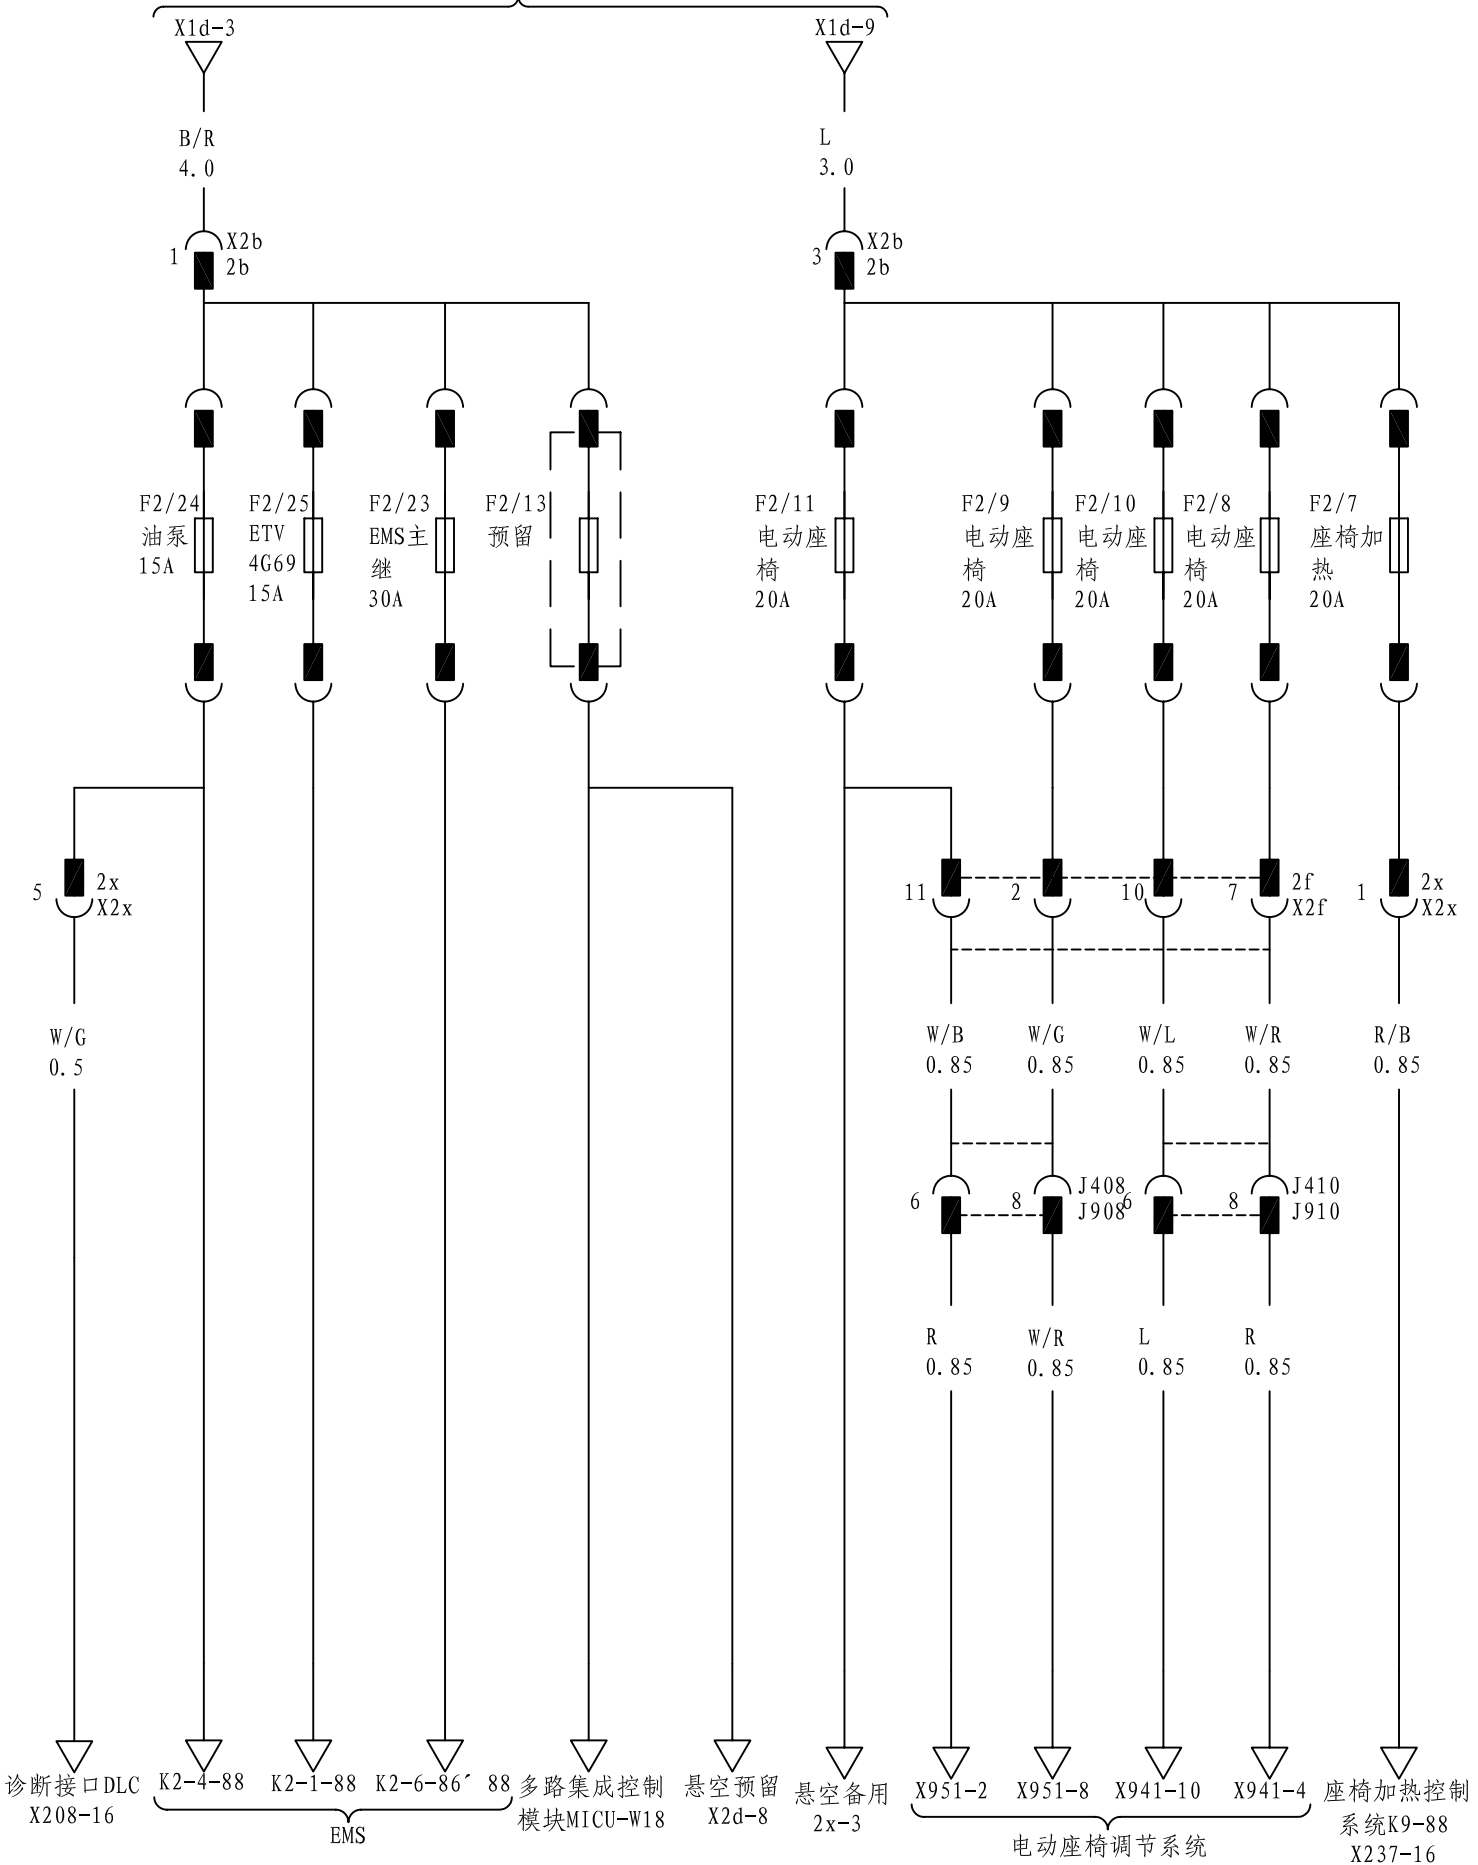 X1d-3
X1d-9
B/R
4.0
L
3.0
1
X2b
2b
3
X2b
2b
F2/24
油泵
15A
F2/25
ETV
4G69
15A
F2/23
EMS主
继
30A
F2/13
预留
F2/11
电动座
椅
20A
F2/9
电动座
椅
20A
F2/10
电动座
椅
20A
F2/8
电动座
椅
20A
F2/7
座椅加
热
20A
5
2x
X2x
11
2
10
7
2f
X2f
1
2x
X2x
W/G
0.5
W/B
0.85
W/G
0.85
W/L
0.85
W/R
0.85
R/B
0.85
6
8
J408
J908
6
8
J410
J910
R
0.85
W/R
0.85
L
0.85
R
0.85
诊断接口DLC
X208-16
K2-4-88
K2-1-88
K2-6-86´ 88
EMS
多路集成控制
模块MICU-W18
悬空预留
X2d-8
悬空备用
2x-3
X951-2
X951-8
X941-10
X941-4
电动座椅调节系统
座椅加热控制
系统K9-88
X237-16